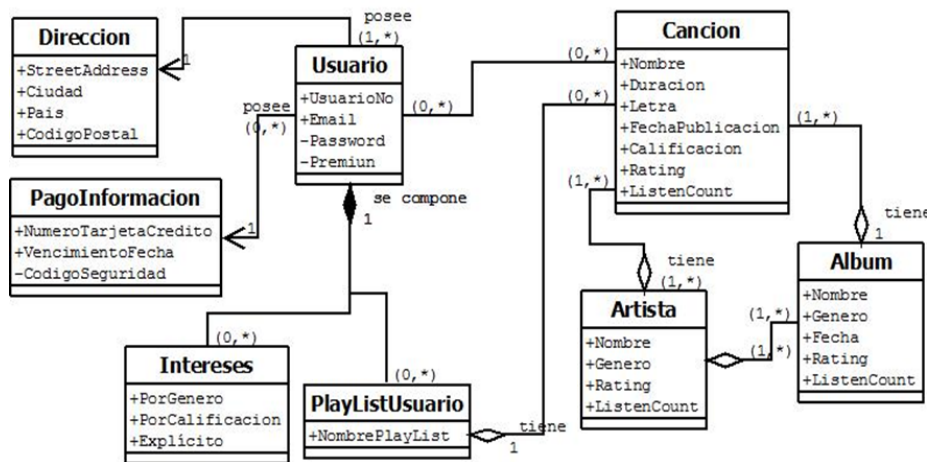 posee
(1,*)
1
Direccion
+StreetAddress
+Ciudad
+Pais
+CodigoPostal
Usuario
+UsuarioNo
+Email
-Password
-Premiun
(0,*)
(0,*)
Cancion
+Nombre
+Duracion
+Letra
+FechaPublicacion
+Calificacion
+Rating
+ListenCount
(0,*)
(1,*)
(1,*)
posee
(0,*)
1
PagoInformacion
+NumeroTarjetaCredito
+VencimientoFecha
-CodigoSeguridad
se compone
1
tiene
(1,*)
tiene
1
Artista
+Nombre
+Genero
+Rating
+ListenCount
(1,*)
(1,*)
Album
+Nombre
+Genero
+Fecha
+Rating
+ListenCount
(0,*)
Intereses
+PorGenero
+PorCalificacion
+Explícito
(0,*)
PlayListUsuario
+NombrePlayList
tiene
1